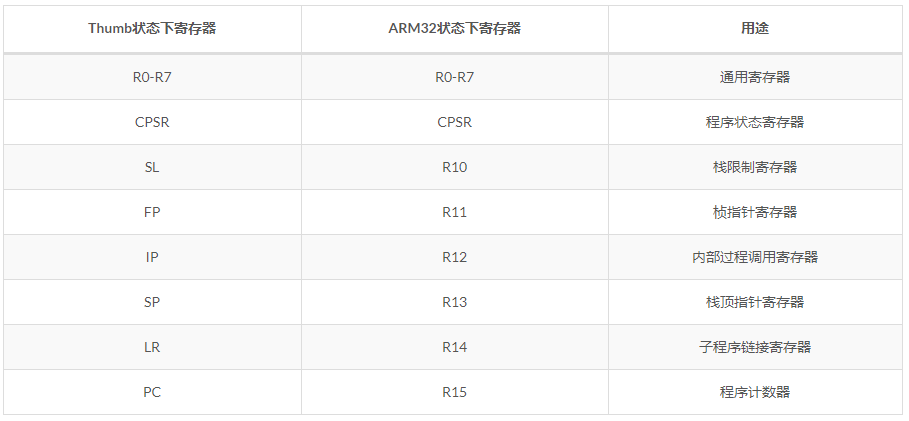 Thumb状态下寄存器 ARM32状态下寄存器 用途
R0-R7 R0-R7 通用寄存器
CPSR CPSR 程序状态寄存器
SL R10 栈限制寄存器
FP R11 桢指针寄存器
IP R12 内部过程调用寄存器
SP R13 栈顶指针寄存器
LR R14 子程序链接寄存器
PC R15 程序计数器